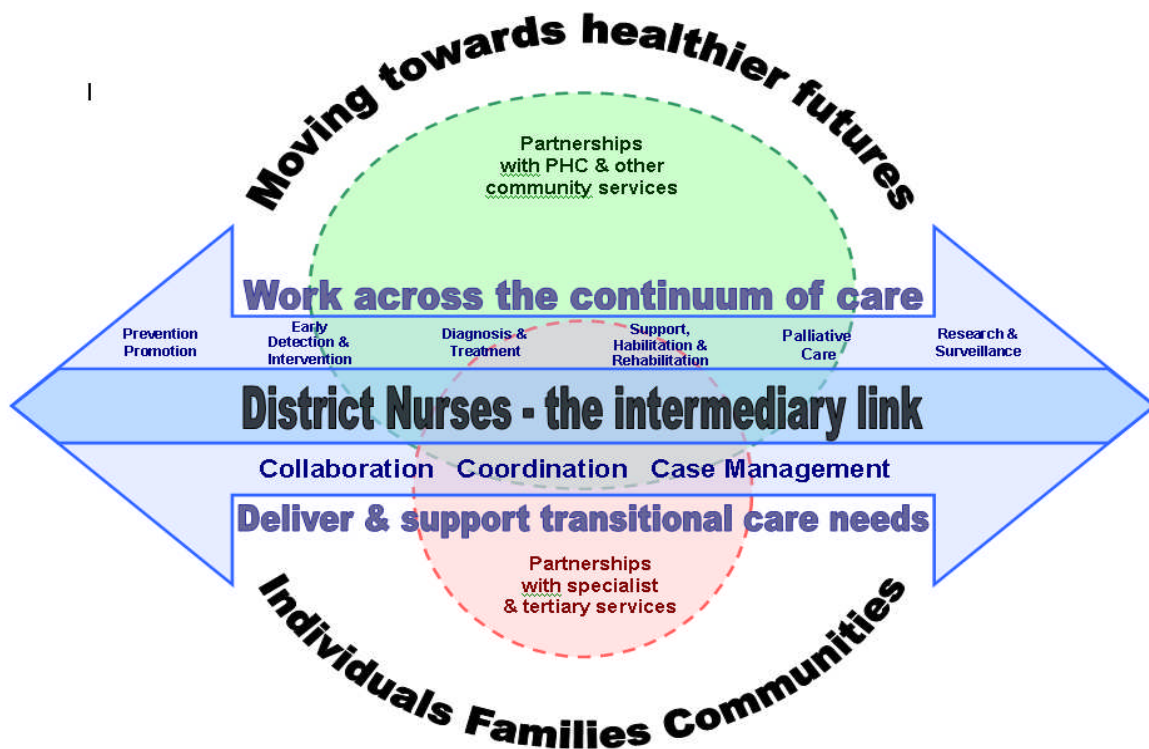 Moving towards healthier futures
Partnerships
with PHC & other
community services
Work across the continuum of care
Prevention
Promotion
Early
Detection &
Intervention
Diagnosis &
Treatment
Support,
Habilitation &
Rehabilitation
Palliative
Care
Research &
Surveillance
District Nurses - the intermediary link
Collaboration Coordination Case Management
Deliver & support transitional care needs
Partnerships
with specialist
& tertiary services
Individuals Families Communities